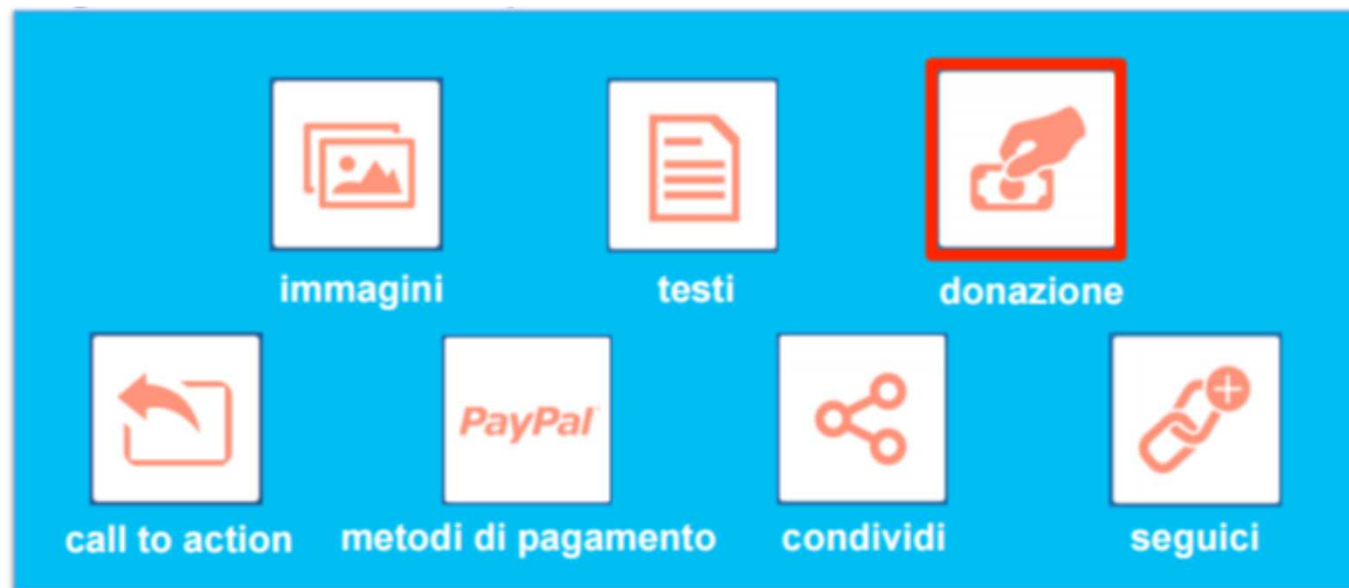 immagini
testi
donazione
PayPal
call to action
metodi di pagamento
condividi
seguici